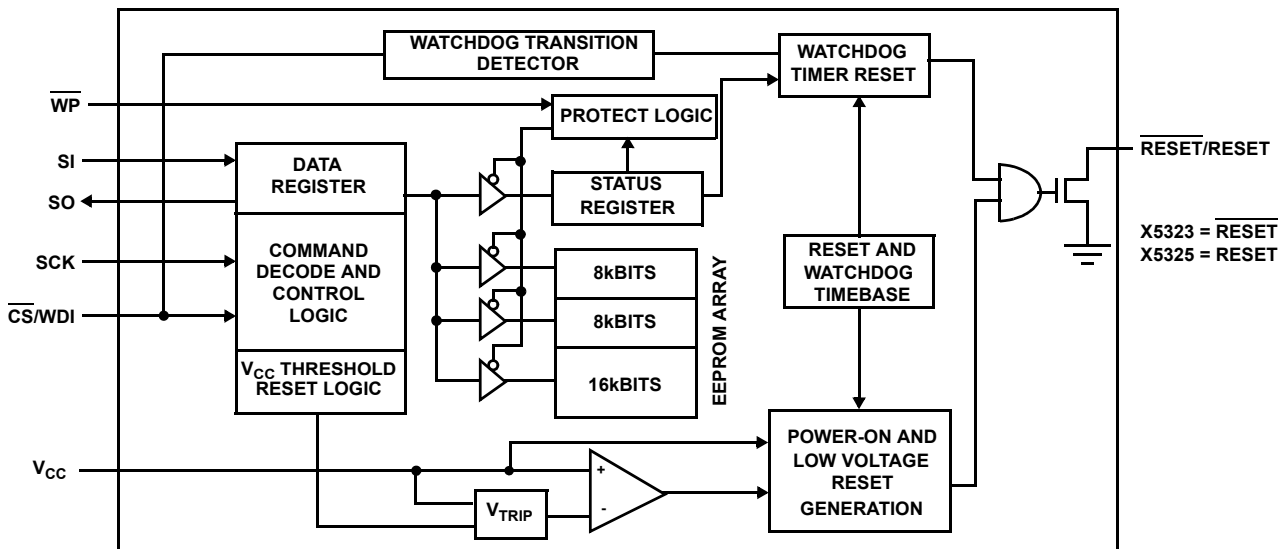 WATCHDOG TRANSITION
DETECTOR
WATCHDOG
TIMER RESET
WP
PROTECT LOGIC
RESET/RESET
SI
DATA
REGISTER
STATUS
REGISTER
SO
X5323 = RESET
X5325 = RESET
SCK
COMMAND
DECODE AND
CONTROL
LOGIC
8kBITS
RESET AND
WATCHDOG
TIMEBASE
CS/WDI
8kBITS
EEPROM ARRAY
VCC THRESHOLD
RESET LOGIC
16kBITS
POWER-ON AND
LOW VOLTAGE
RESET
GENERATION
VCC
+
-
VTRIP